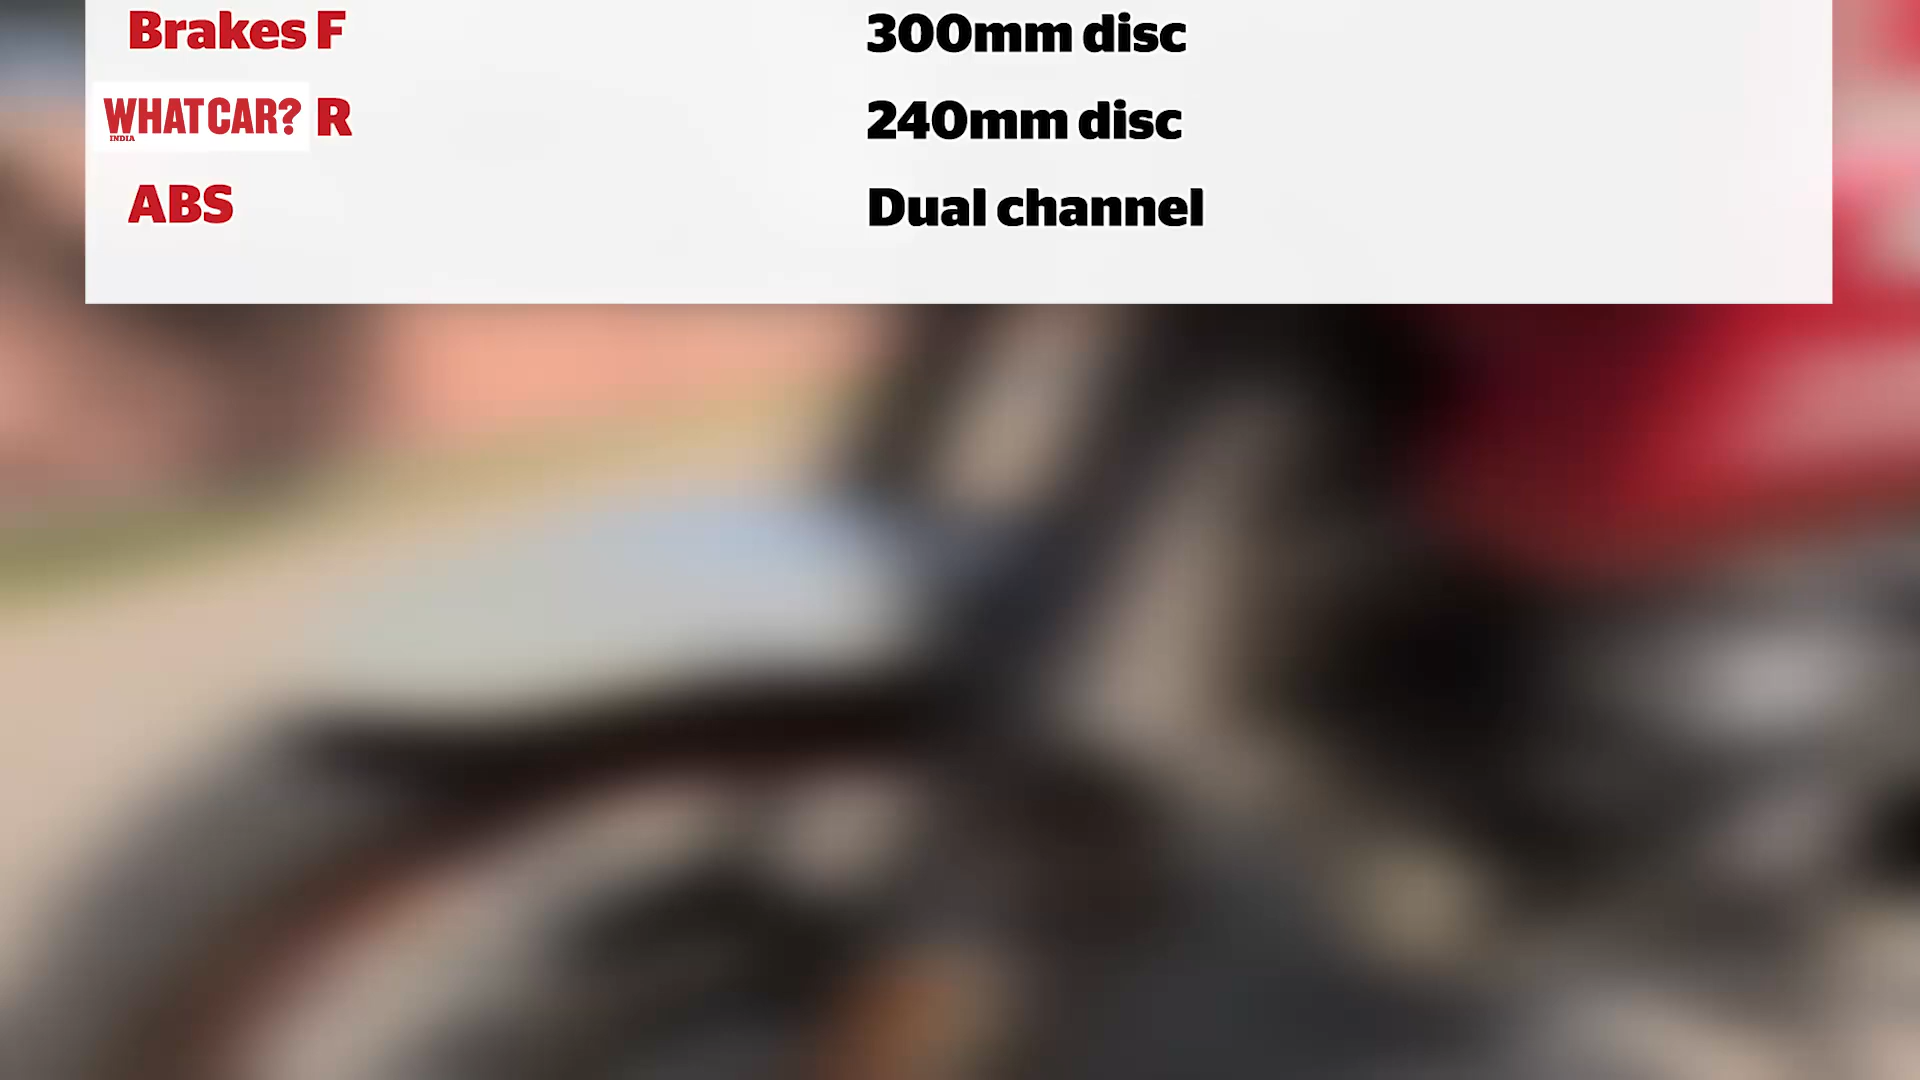 Brakes F 300mm disc
WHAT CAR? R 240mm disc
INDIA
ABS Dual channel